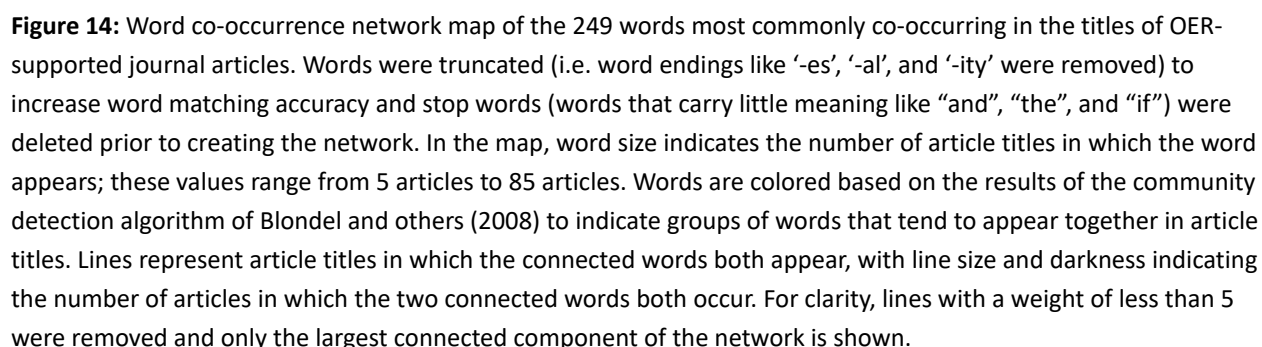 Figure 14: Word co-occurrence network map of the 249 words most commonly co-occurring in the titles of OER-
supported journal articles. Words were truncated (i.e. word endings like ‘-es’, ‘-al’, and ‘-ity’ were removed) to
increase word matching accuracy and stop words (words that carry little meaning like “and”, “the”, and “if”) were
deleted prior to creating the network. In the map, word size indicates the number of article titles in which the word
appears; these values range from 5 articles to 85 articles. Words are colored based on the results of the community
detection algorithm of Blondel and others (2008) to indicate groups of words that tend to appear together in article
titles. Lines represent article titles in which the connected words both appear, with line size and darkness indicating
the number of articles in which the two connected words both occur. For clarity, lines with a weight of less than 5
were removed and only the largest connected component of the network is shown.